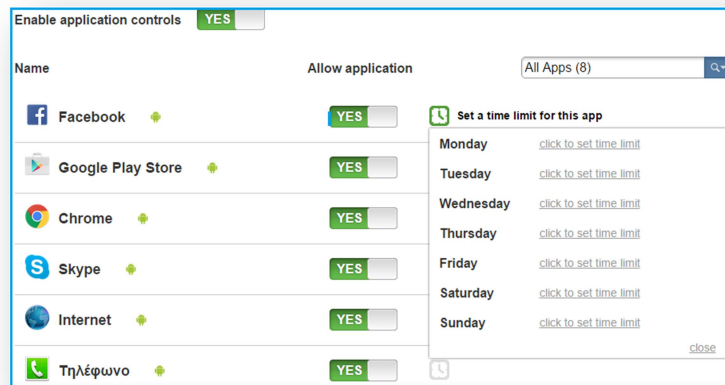 Enable application controls YES
Name Allow application All Apps (8)
Facebook YES Set a time limit for this app
Monday click to set time limit
Google Play Store YES
Tuesday click to set time limit
Wednesday click to set time limit
Chrome YES
Thursday click to set time limit
Skype YES
Friday click to set time limit
Saturday click to set time limit
Internet YES
Sunday click to set time limit
close
Τηλέφωνο YES